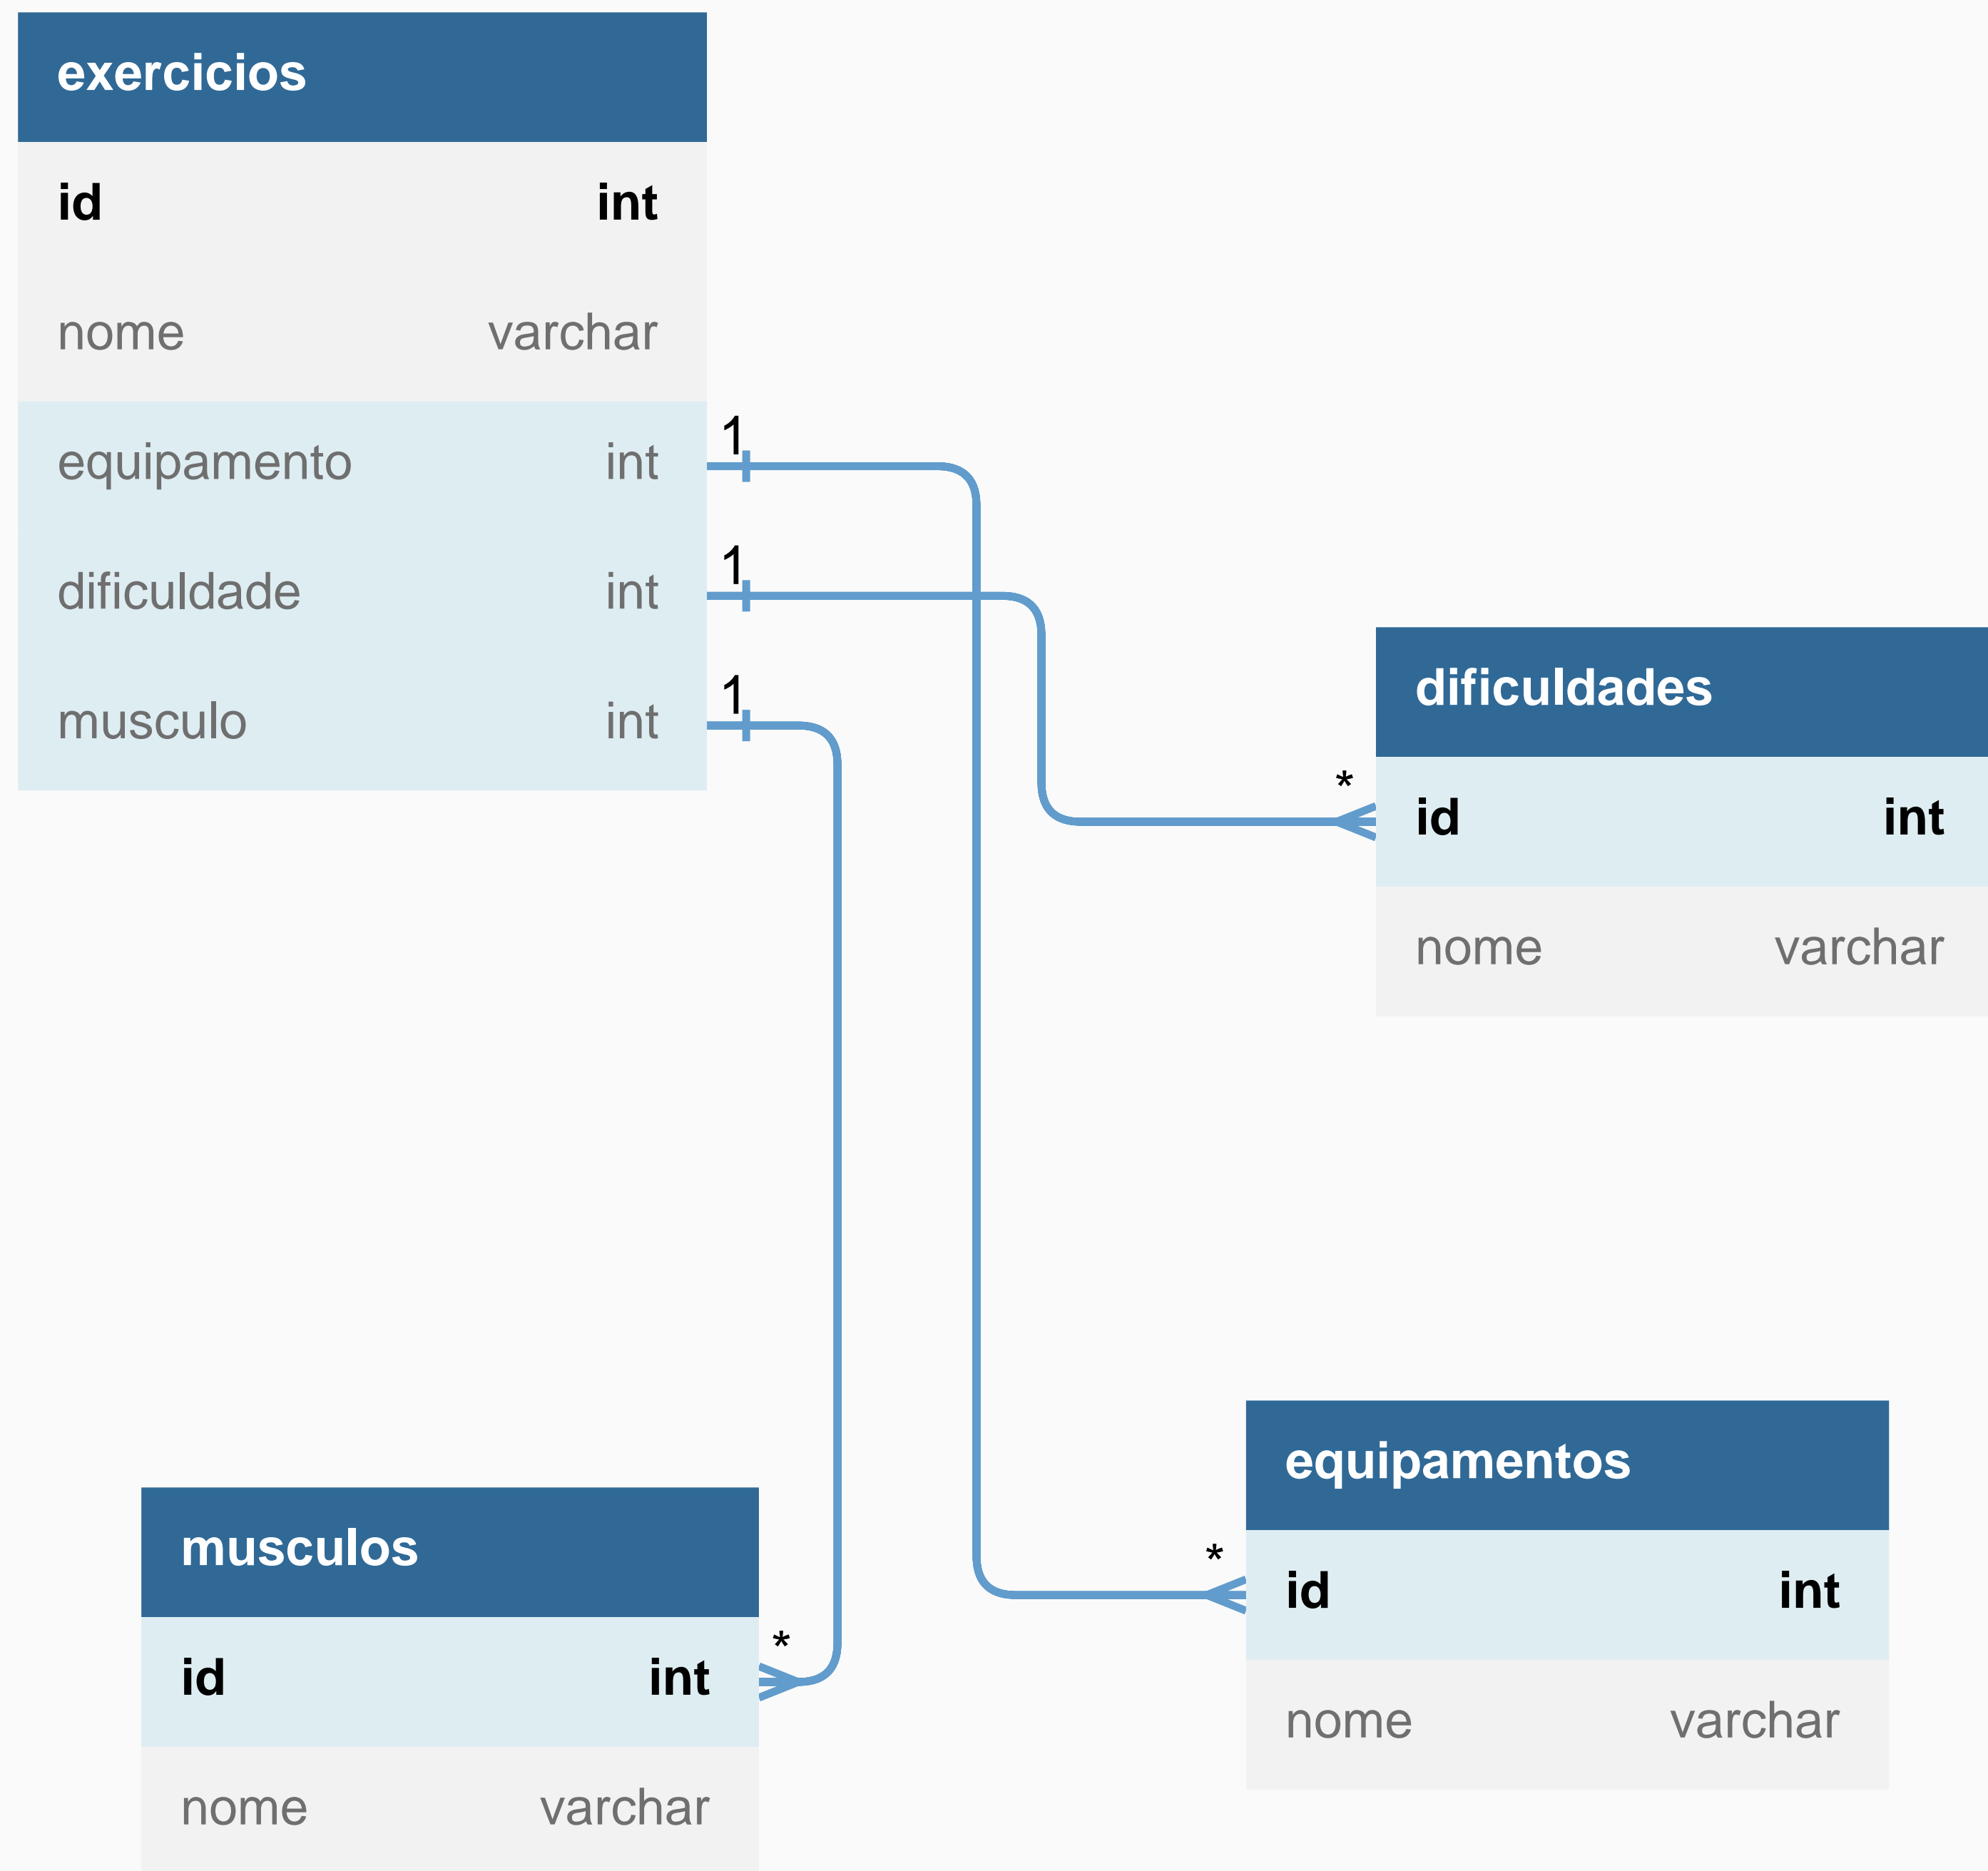 exercicios
id int
nome varchar
equipamento int 1
dificuldade int 1
musculo int 1
dificuldades
* id int
nome varchar
equipamentos
* id int
nome varchar
musculos
id int *
nome varchar